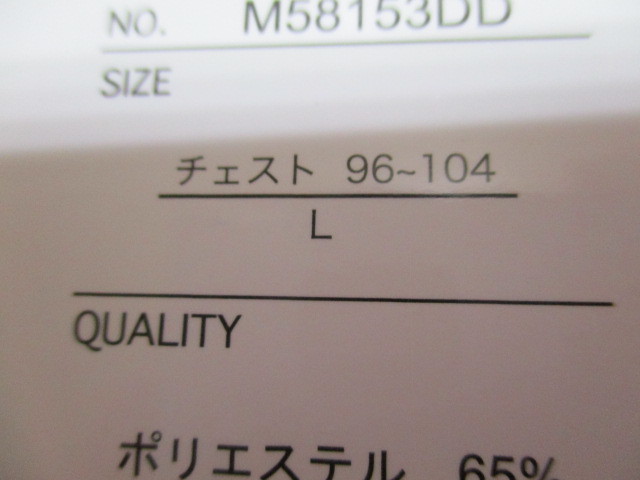 NO. M58153DD
SIZE
チェスト 96~104
L
QUALITY
ポリエステル 65%